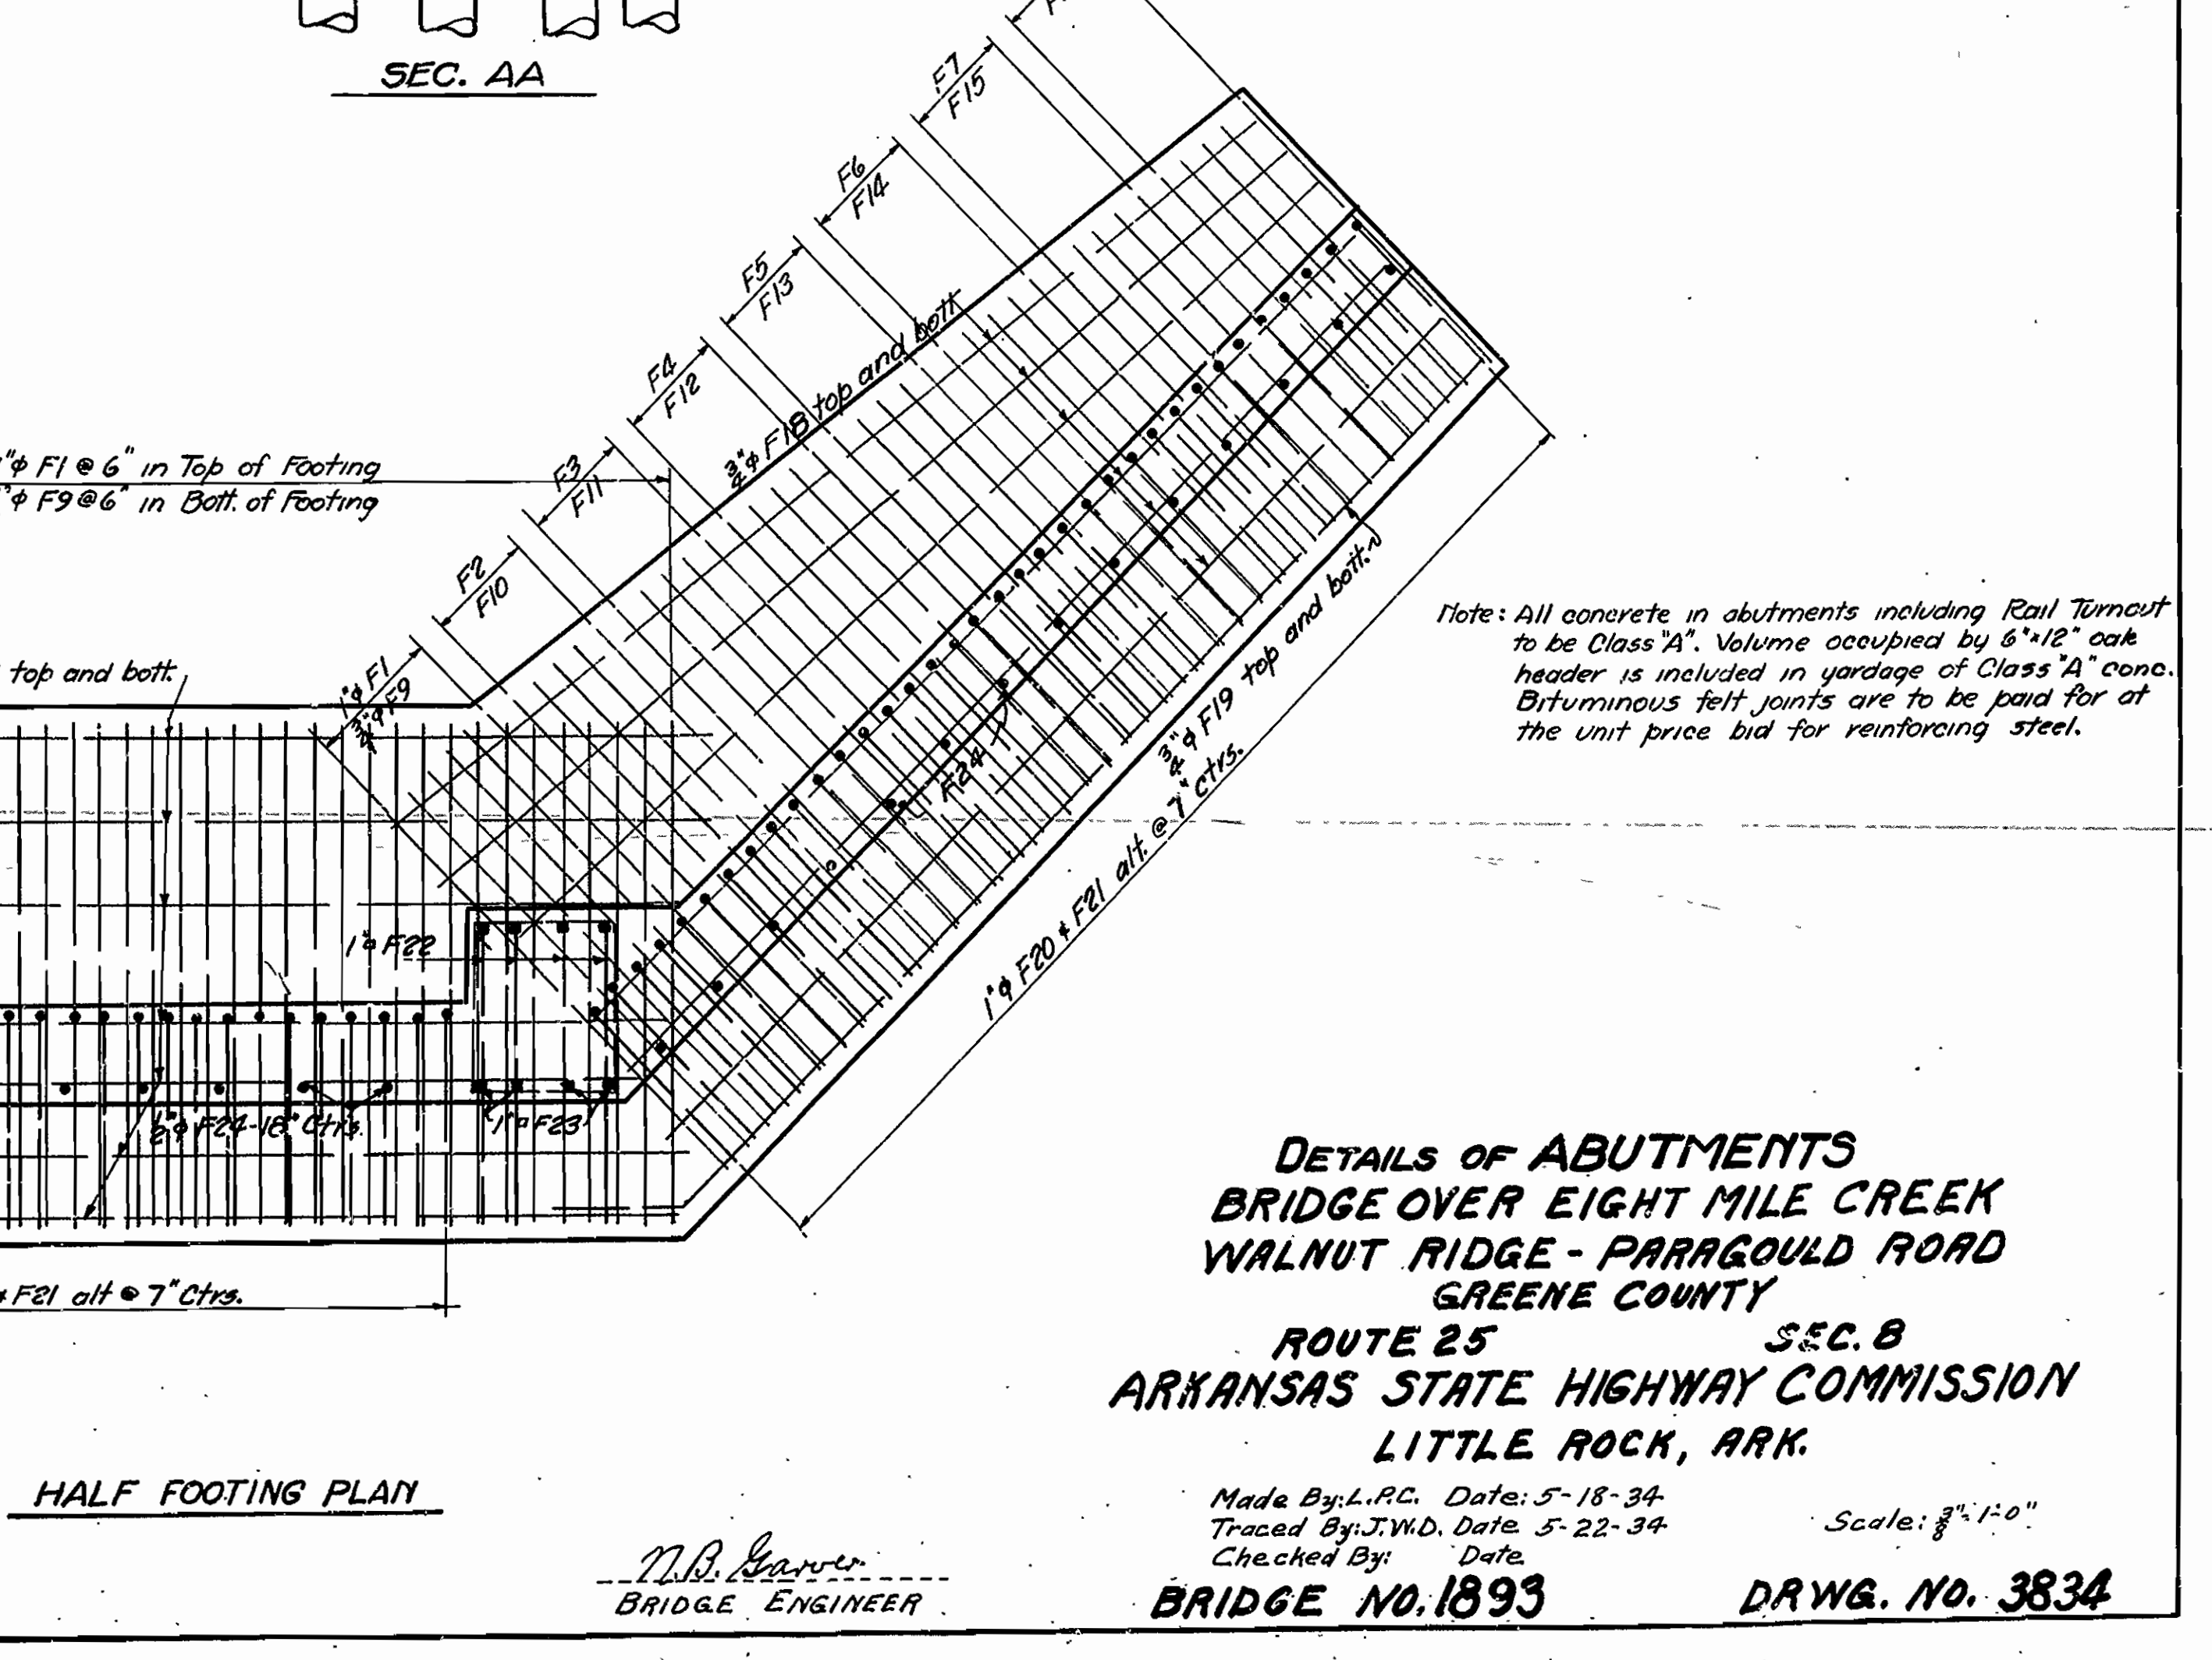 SEC. AA
F7
F15
F6
F14
F5
F13
F4
F12
F3
F11
F2
F10
1"φ F1
3/4"φ F9
3/4"φ F18 top and bott.
"φ F1 @ 6" in Top of Footing
"φ F9 @ 6" in Bott. of Footing
top and bott.
Note: All concrete in abutments including Rail Turnout
to be Class "A". Volume occupied by 6"x12" oak
header is included in yardage of Class "A" conc.
Bituminous felt joints are to be paid for at
the unit price bid for reinforcing steel.
3/4"φ F19 top and bott.
1"φ F20 & F21 alt. @ 7" ctrs.
F24
1"□ F22
1/2"φ F24-18" Ctrs.
1"□ F23
& F21 alt @ 7" Ctrs.
HALF FOOTING PLAN
N.B. Garver
BRIDGE ENGINEER
DETAILS OF ABUTMENTS
BRIDGE OVER EIGHT MILE CREEK
WALNUT RIDGE - PARAGOULD ROAD
GREENE COUNTY
ROUTE 25 SEC. 8
ARKANSAS STATE HIGHWAY COMMISSION
LITTLE ROCK, ARK.
Made By: L.P.C. Date: 5-18-34
Traced By: J.W.D. Date 5-22-34
Checked By: Date
Scale: 3/8" = 1'-0"
BRIDGE NO. 1893 DRWG. NO. 3834